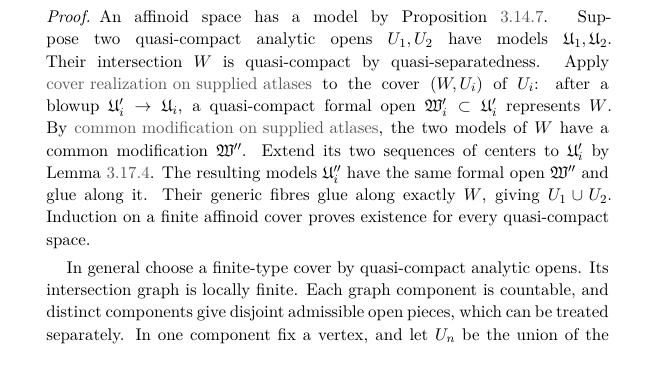 Proof. An affinoid space has a model by Proposition 3.14.7. Sup-
pose two quasi-compact analytic opens U₁, U₂ have models 𝔘₁, 𝔘₂.
Their intersection W is quasi-compact by quasi-separatedness. Apply
cover realization on supplied atlases to the cover (W, Uᵢ) of Uᵢ: after a
blowup 𝔘′ᵢ → 𝔘ᵢ, a quasi-compact formal open 𝔚′ᵢ ⊂ 𝔘′ᵢ represents W.
By common modification on supplied atlases, the two models of W have a
common modification 𝔚″. Extend its two sequences of centers to 𝔘′ᵢ by
Lemma 3.17.4. The resulting models 𝔘″ᵢ have the same formal open 𝔚″ and
glue along it. Their generic fibres glue along exactly W, giving U₁ ∪ U₂.
Induction on a finite affinoid cover proves existence for every quasi-compact
space.
In general choose a finite-type cover by quasi-compact analytic opens. Its
intersection graph is locally finite. Each graph component is countable, and
distinct components give disjoint admissible open pieces, which can be treated
separately. In one component fix a vertex, and let Uₙ be the union of the